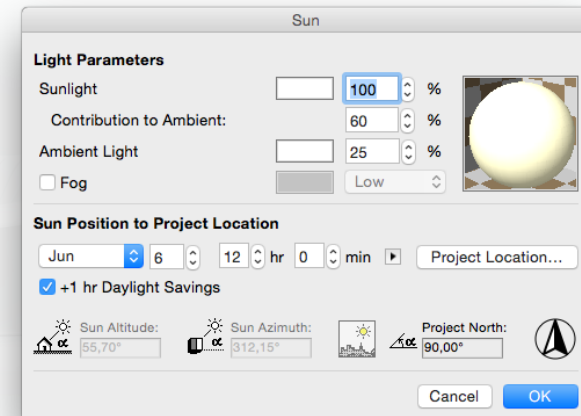 Sun
Light Parameters
Sunlight 100 %
Contribution to Ambient: 60 %
Ambient Light 25 %
Fog Low
Sun Position to Project Location
Jun 6 12 hr 0 min Project Location...
+1 hr Daylight Savings
α Sun Altitude: α Sun Azimuth: α Project North:
55,70° 312,15° 90,00°
Cancel OK